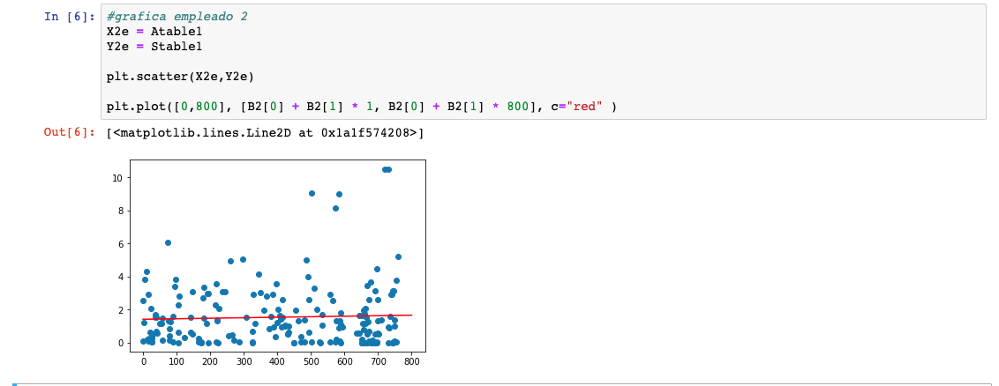 In [6]: #grafica empleado 2
X2e = Atable1
Y2e = Stable1
plt.scatter(X2e,Y2e)
plt.plot([0,800], [B2[0] + B2[1] * 1, B2[0] + B2[1] * 800], c="red" )
Out[6]: [<matplotlib.lines.Line2D at 0x1a1f574208>]
10
8
6
4
2
0
0 100 200 300 400 500 600 700 800